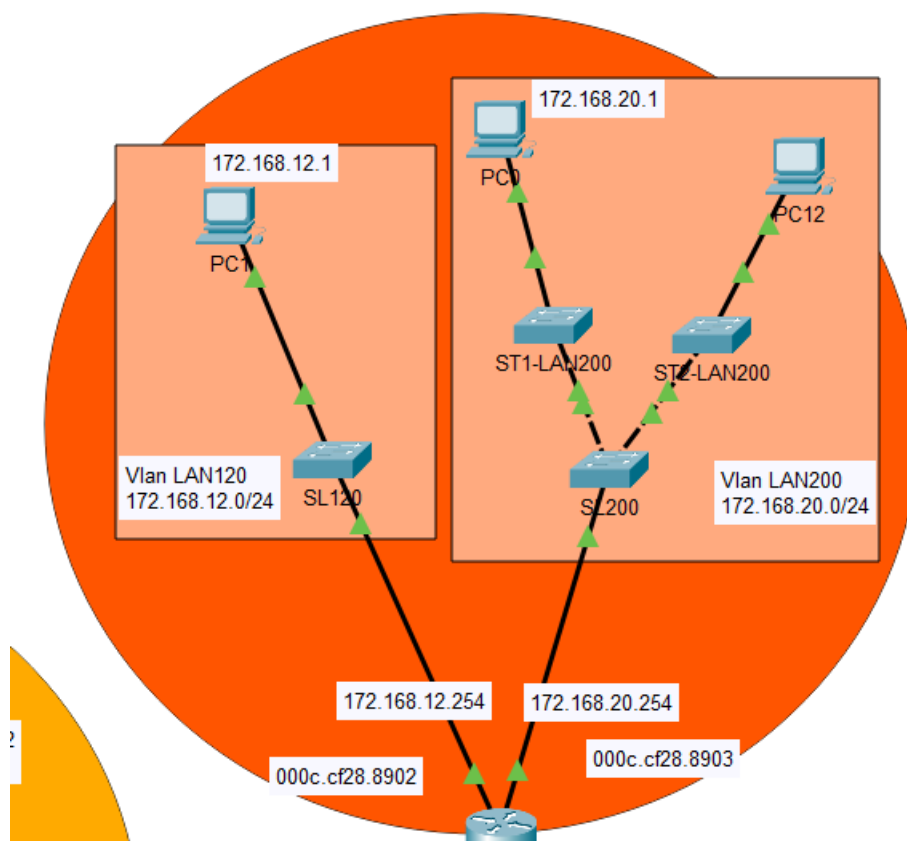 172.168.20.1
172.168.12.1
PC0
PC12
PC1
ST1-LAN200
ST2-LAN200
Vlan LAN120
172.168.12.0/24
SL120
SL200
Vlan LAN200
172.168.20.0/24
172.168.12.254
172.168.20.254
000c.cf28.8902
000c.cf28.8903